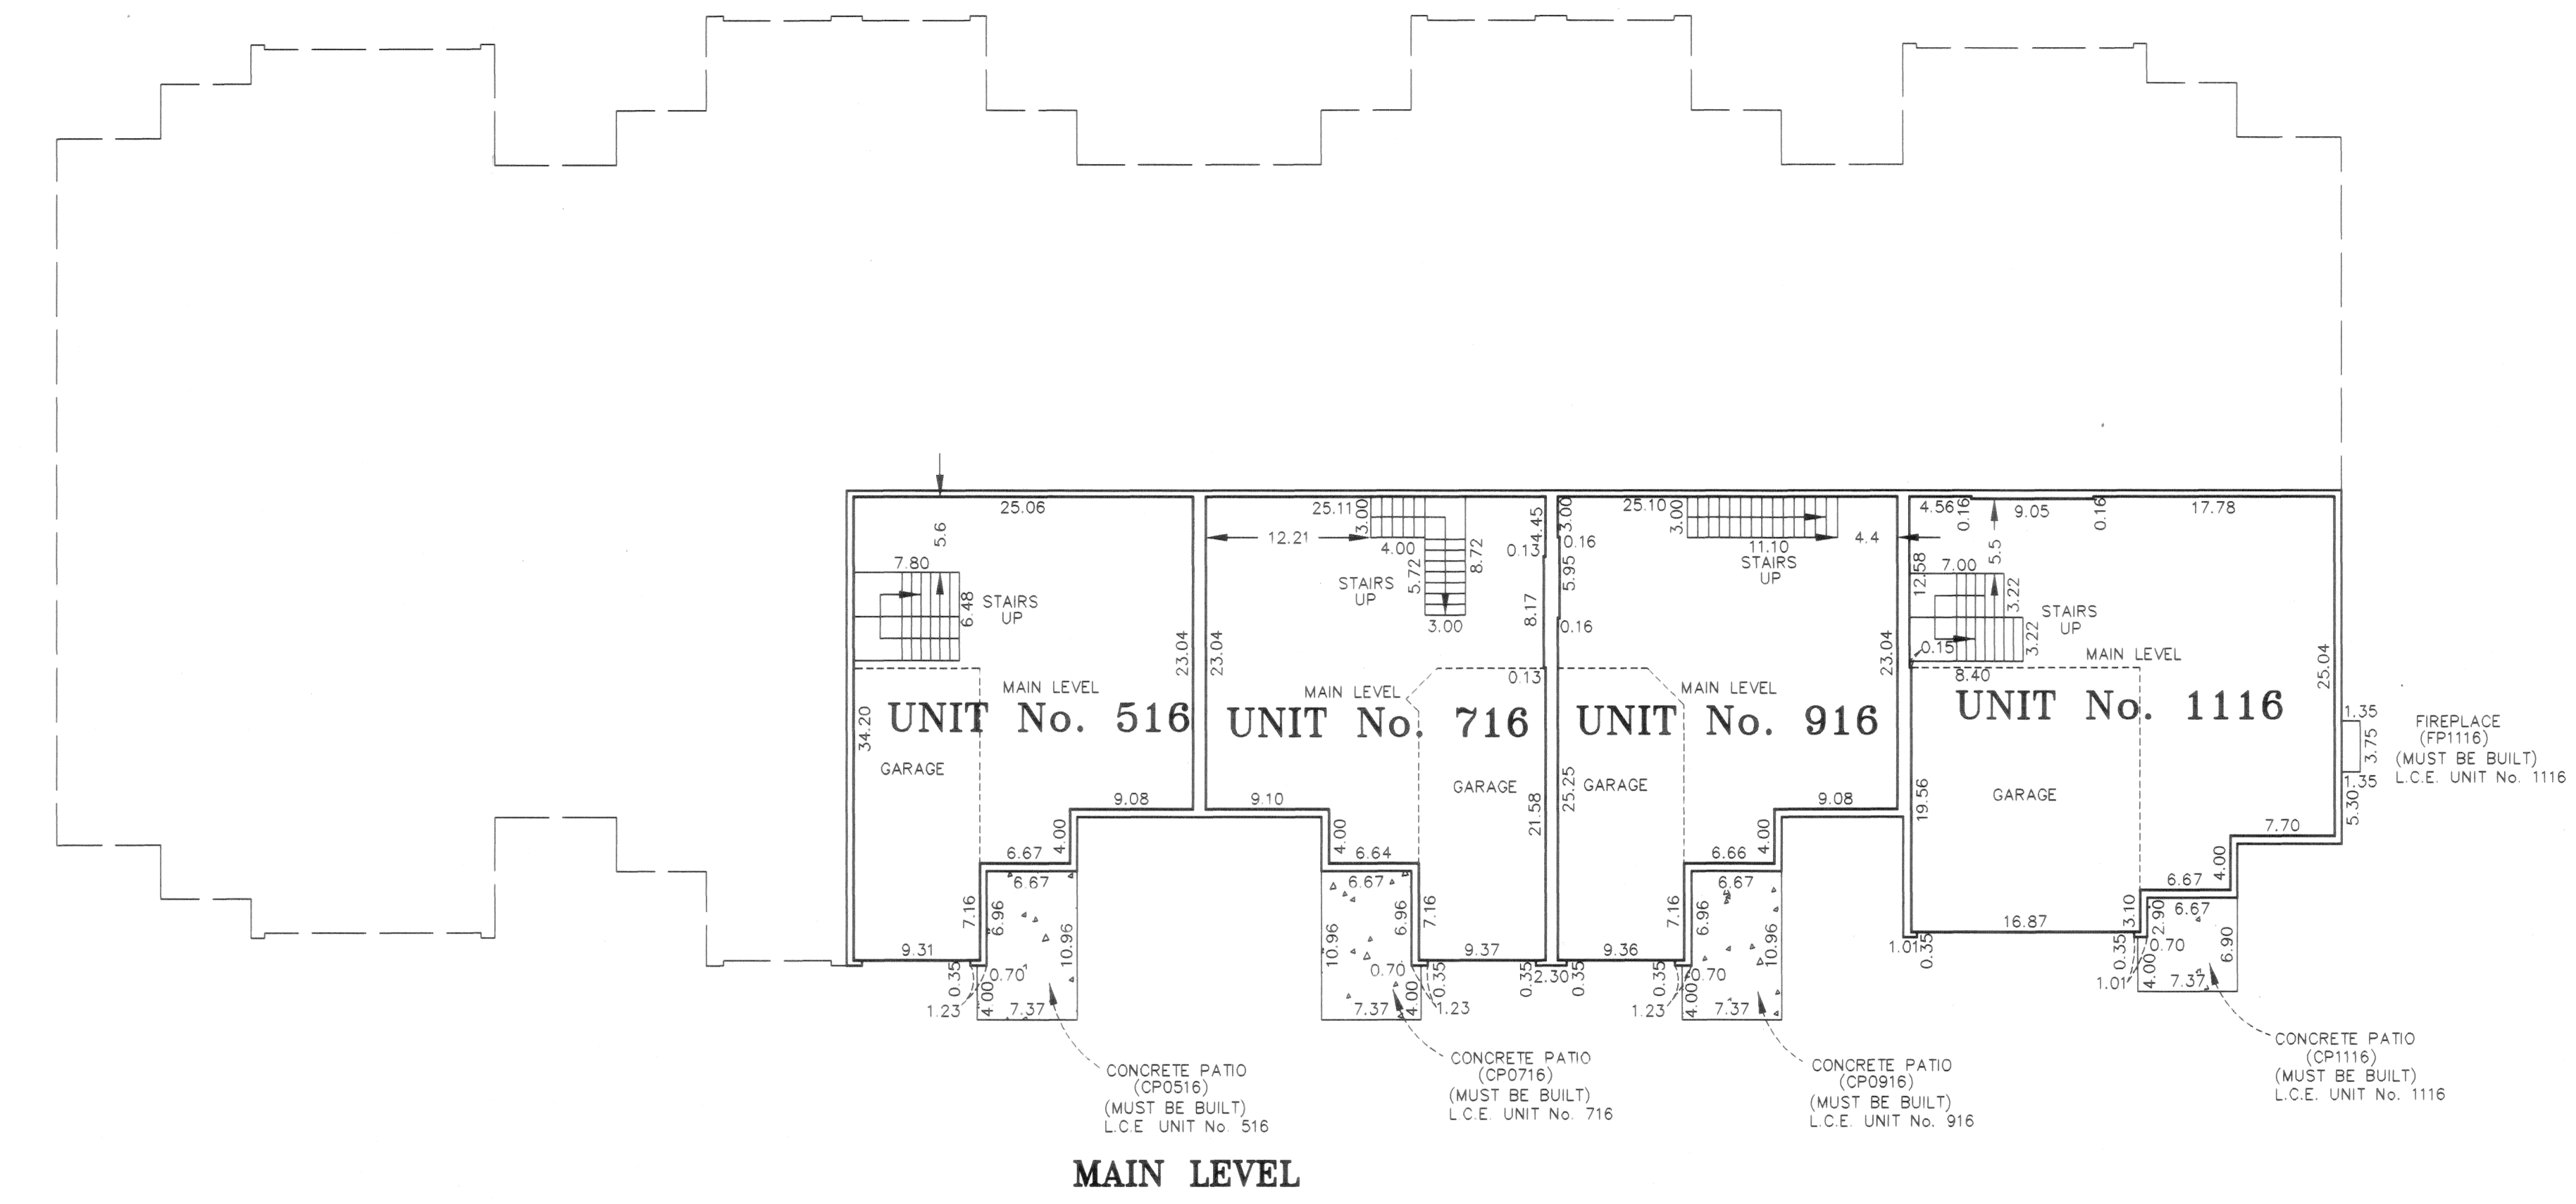 25.06
5.6
7.80
6.48
STAIRS
UP
23.04
MAIN LEVEL
UNIT No. 516
34.20
GARAGE
9.08
4.00
6.67
6.67
7.16
6.96
10.96
9.31
0.35
0.70
1.23
4.00
7.37
CONCRETE PATIO
(CP0516)
(MUST BE BUILT)
L.C.E UNIT No. 516
25.11
3.00
12.21
4.00
4.45
0.13
8.72
5.72
STAIRS
UP
3.00
8.17
23.04
0.13
MAIN LEVEL
UNIT No. 716
GARAGE
21.58
9.10
4.00
6.64
6.67
6.96
7.16
10.96
9.37
0.70
0.35
0.35
2.30
4.00
7.37
1.23
CONCRETE PATIO
(CP0716)
(MUST BE BUILT)
L.C.E. UNIT No. 716
3.00
0.16
5.95
0.16
25.10
3.00
11.10
4.4
STAIRS
UP
23.04
MAIN LEVEL
UNIT No. 916
25.25
GARAGE
9.08
4.00
6.66
6.67
7.16
6.96
10.96
9.36
0.35
0.35
0.70
1.23
4.00
7.37
CONCRETE PATIO
(CP0916)
(MUST BE BUILT)
L.C.E. UNIT No. 916
4.56
0.16
9.05
0.16
17.78
5.5
12.58
7.00
3.22
STAIRS
UP
3.22
0.15
MAIN LEVEL
8.40
25.04
UNIT No. 1116
19.56
GARAGE
1.35
3.75
1.35
5.30
FIREPLACE
(FP1116)
(MUST BE BUILT)
L.C.E. UNIT No. 1116
7.70
4.00
6.67
6.67
3.10
2.90
6.90
16.87
1.01
0.35
0.35
0.70
1.01
4.00
7.37
CONCRETE PATIO
(CP1116)
(MUST BE BUILT)
L.C.E. UNIT No. 1116
MAIN LEVEL